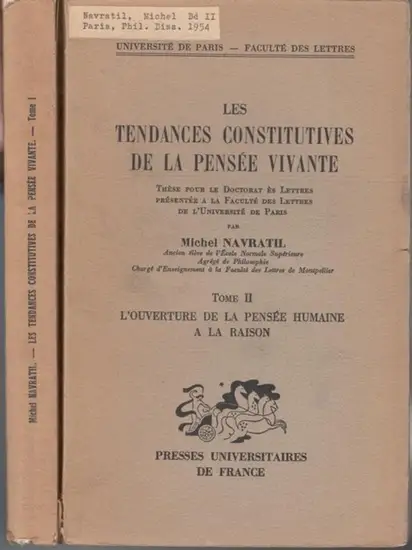 Navratil, Michel Bd II
Paris, Phil. Diss. 1954
UNIVERSITÉ DE PARIS — FACULTÉ DES LETTRES
LES
TENDANCES CONSTITUTIVES
DE LA PENSÉE VIVANTE
THÈSE POUR LE DOCTORAT ÈS LETTRES
PRÉSENTÉE A LA FACULTÉ DES LETTRES
DE L'UNIVERSITÉ DE PARIS
PAR
Michel NAVRATIL
Ancien élève de l'École Normale Supérieure
Agrégé de Philosophie
Chargé d'Enseignement à la Faculté des Lettres de Montpellier
TOME II
L'OUVERTURE DE LA PENSÉE HUMAINE
A LA RAISON
PRESSES UNIVERSITAIRES
DE FRANCE
Michel NAVRATIL. — LES TENDANCES CONSTITUTIVES DE LA PENSÉE VIVANTE. — Tome I